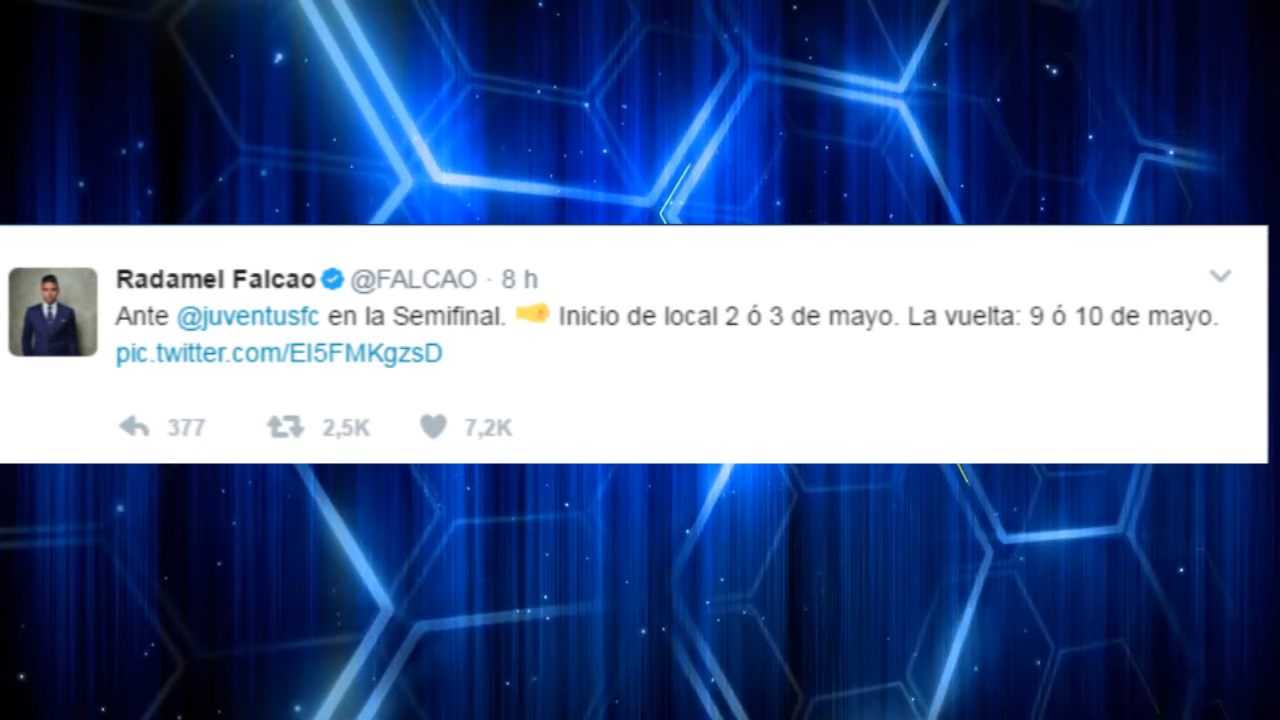 Radamel Falcao @FALCAO · 8 h
Ante @juventusfc en la Semifinal. 🤜 Inicio de local 2 ó 3 de mayo. La vuelta: 9 ó 10 de mayo.
pic.twitter.com/EI5FMKgzsD
377 2,5K 7,2K